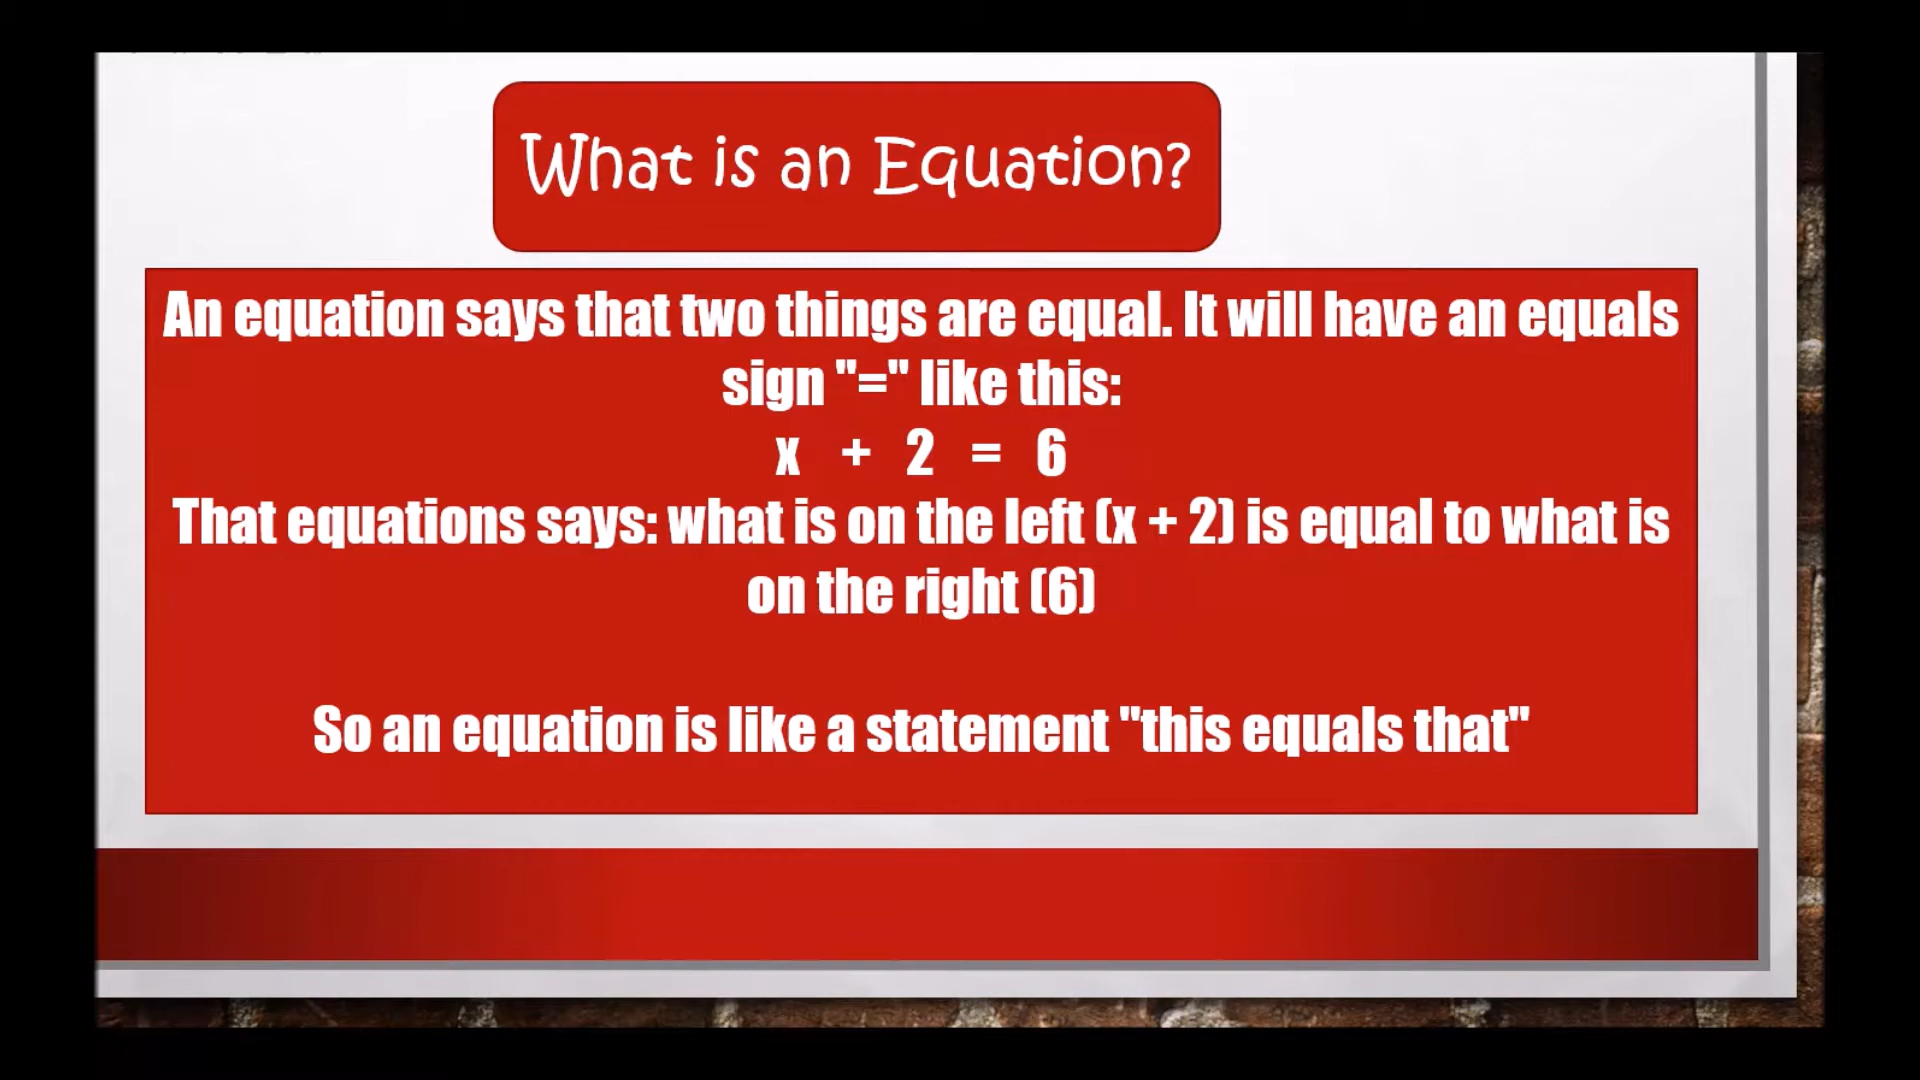 What is an Equation?
An equation says that two things are equal. It will have an equals
sign "=" like this:
x + 2 = 6
That equations says: what is on the left (x + 2) is equal to what is
on the right (6)
So an equation is like a statement "this equals that"